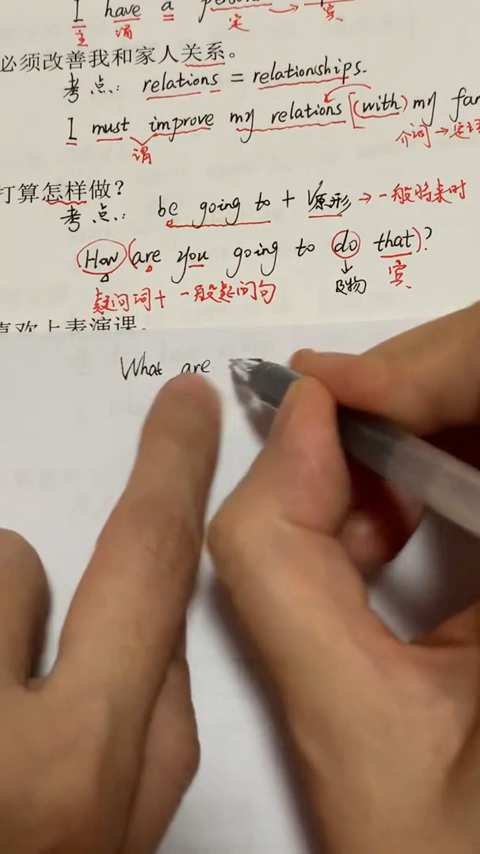 I have a
主 谓 定 宾
必须改善我和家人关系。
考点: relations = relationships.
I must improve my relations (with) my
谓 介词→
打算怎样做?
考点: be going to + V原形 → 一般将来时
How (are you going to do that)?
疑问词 + 一般疑问句 及物 宾
喜欢上表演课。
What are